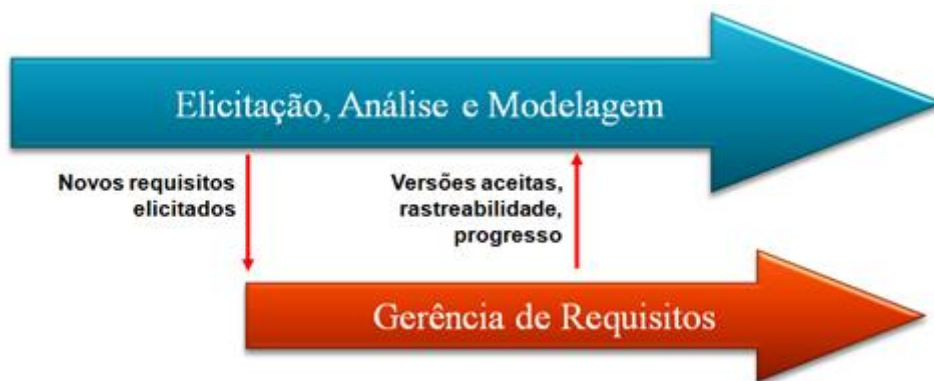 Elicitação, Análise e Modelagem
Novos requisitos
elicitados
Versões aceitas,
rastreabilidade,
progresso
Gerência de Requisitos